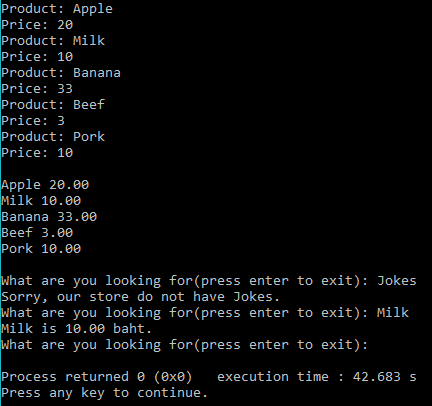 Product: Apple
Price: 20
Product: Milk
Price: 10
Product: Banana
Price: 33
Product: Beef
Price: 3
Product: Pork
Price: 10
Apple 20.00
Milk 10.00
Banana 33.00
Beef 3.00
Pork 10.00
What are you looking for(press enter to exit): Jokes
Sorry, our store do not have Jokes.
What are you looking for(press enter to exit): Milk
Milk is 10.00 baht.
What are you looking for(press enter to exit):
Process returned 0 (0x0)   execution time : 42.683 s
Press any key to continue.